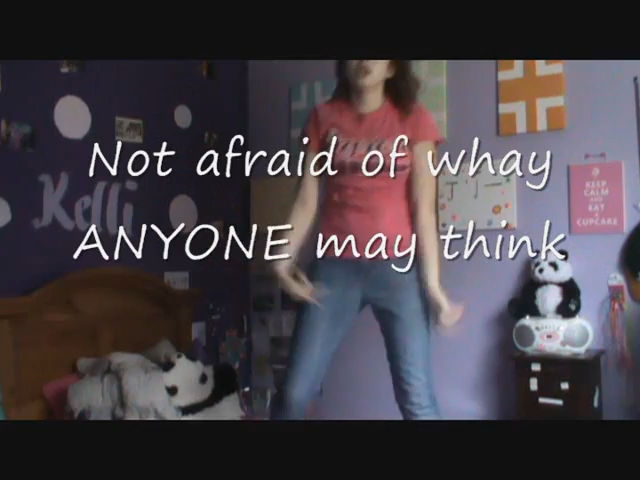 Not afraid of whay
ANYONE may think
Kelli
KEEP
CALM
AND
EAT
A
CUPCAKE